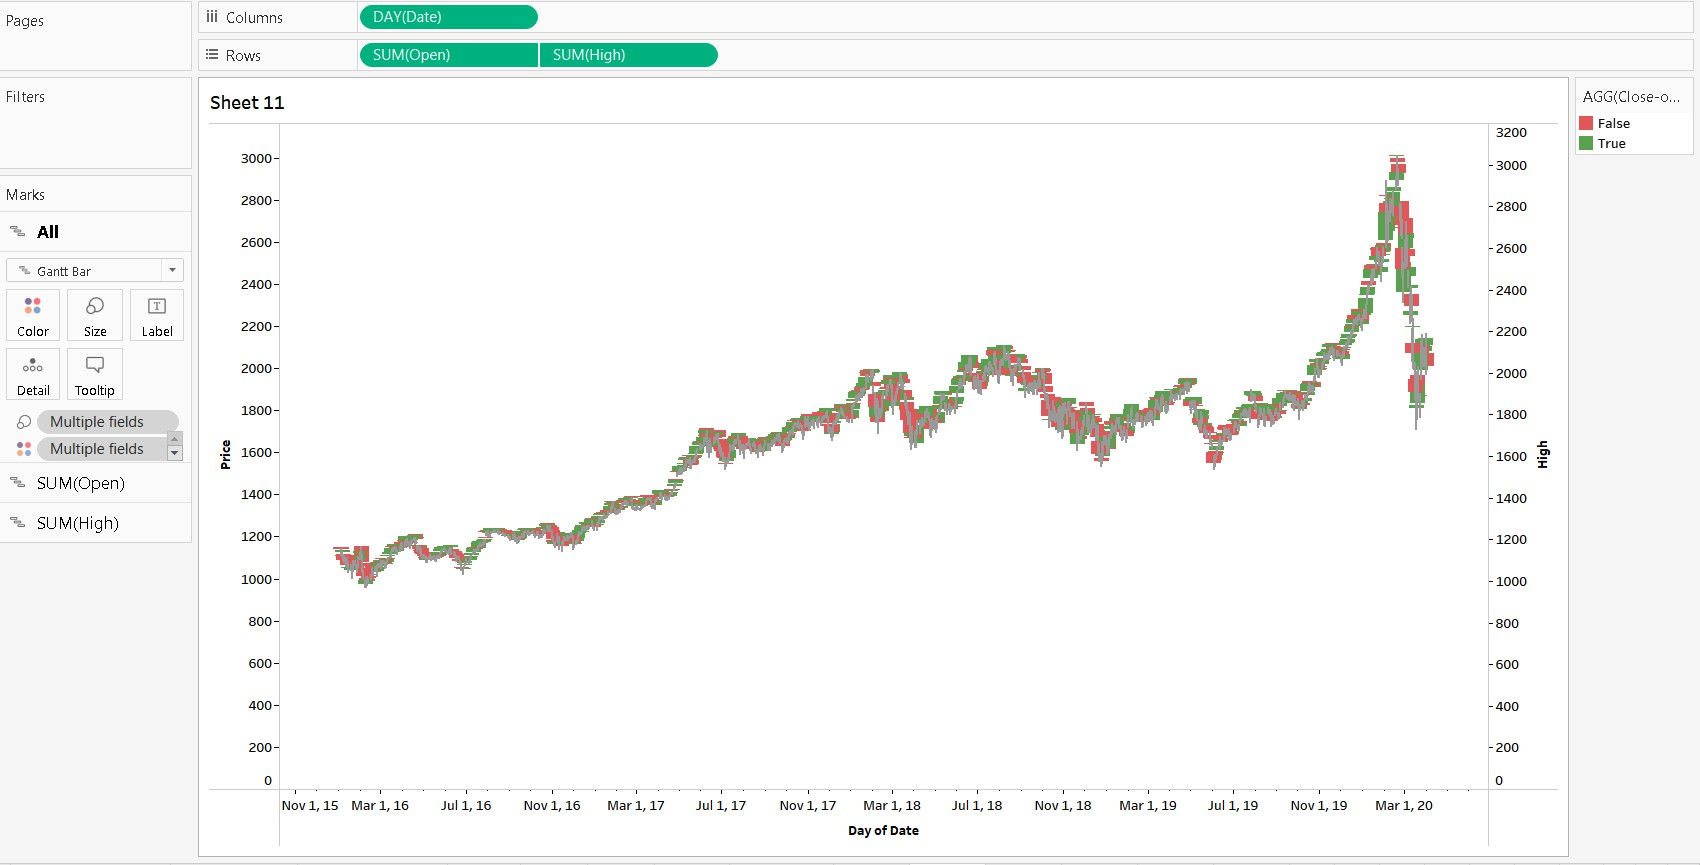 Pages
Columns
DAY(Date)
Rows
SUM(Open)
SUM(High)
Filters
Marks
All
Gantt Bar
Color
Size
T
Label
Detail
Tooltip
Multiple fields
Multiple fields
SUM(Open)
SUM(High)
Sheet 11
Price
3000
2800
2600
2400
2200
2000
1800
1600
1400
1200
1000
800
600
400
200
0
3200
3000
2800
2600
2400
2200
2000
1800
1600
1400
1200
1000
800
600
400
200
0
High
Nov 1, 15
Mar 1, 16
Jul 1, 16
Nov 1, 16
Mar 1, 17
Jul 1, 17
Nov 1, 17
Mar 1, 18
Jul 1, 18
Nov 1, 18
Mar 1, 19
Jul 1, 19
Nov 1, 19
Mar 1, 20
Day of Date
AGG(Close-o...
False
True